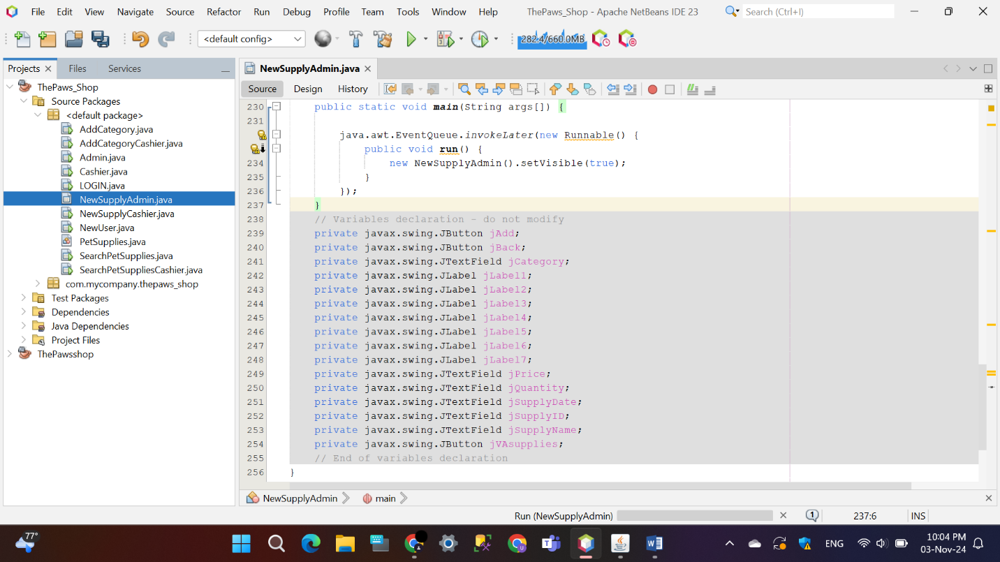 File Edit View Navigate Source Refactor Run Debug Profile Team Tools Window Help ThePaws_Shop - Apache NetBeans IDE 23 Search (Ctrl+I)
<default config> 282.4/660.0MB
Projects Files Services
ThePaws_Shop
Source Packages
<default package>
AddCategory.java
AddCategoryCashier.java
Admin.java
Cashier.java
LOGIN.java
NewSupplyAdmin.java
NewSupplyCashier.java
NewUser.java
PetSupplies.java
SearchPetSupplies.java
SearchPetSuppliesCashier.java
com.mycompany.thepaws_shop
Test Packages
Dependencies
Java Dependencies
Project Files
ThePawsshop
NewSupplyAdmin.java
Source Design History
230 public static void main(String args[]) {
231
java.awt.EventQueue.invokeLater(new Runnable() {
public void run() {
234 new NewSupplyAdmin().setVisible(true);
235 }
236 });
237 }
238 // Variables declaration - do not modify
239 private javax.swing.JButton jAdd;
240 private javax.swing.JButton jBack;
241 private javax.swing.JTextField jCategory;
242 private javax.swing.JLabel jLabel1;
243 private javax.swing.JLabel jLabel2;
244 private javax.swing.JLabel jLabel3;
245 private javax.swing.JLabel jLabel4;
246 private javax.swing.JLabel jLabel5;
247 private javax.swing.JLabel jLabel6;
248 private javax.swing.JLabel jLabel7;
249 private javax.swing.JTextField jPrice;
250 private javax.swing.JTextField jQuantity;
251 private javax.swing.JTextField jSupplyDate;
252 private javax.swing.JTextField jSupplyID;
253 private javax.swing.JTextField jSupplyName;
254 private javax.swing.JButton jVAsupplies;
255 // End of variables declaration
256 }
NewSupplyAdmin main
Run (NewSupplyAdmin) 1 237:6 INS
77° ENG 10:04 PM
03-Nov-24